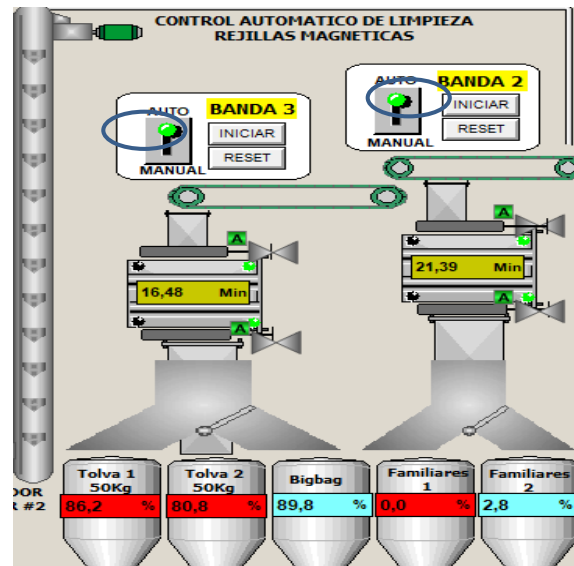 CONTROL AUTOMATICO DE LIMPIEZA
REJILLAS MAGNETICAS
AUTO
BANDA 2
INICIAR
RESET
MANUAL
AUTO
BANDA 3
INICIAR
RESET
MANUAL
A
A
21,39 Min
A
16,48 Min
A
DOR
R #2
Tolva 1
50Kg
86,2 %
Tolva 2
50Kg
80,8 %
Bigbag
89,8 %
Familiares
1
0,0 %
Familiares
2
2,8 %